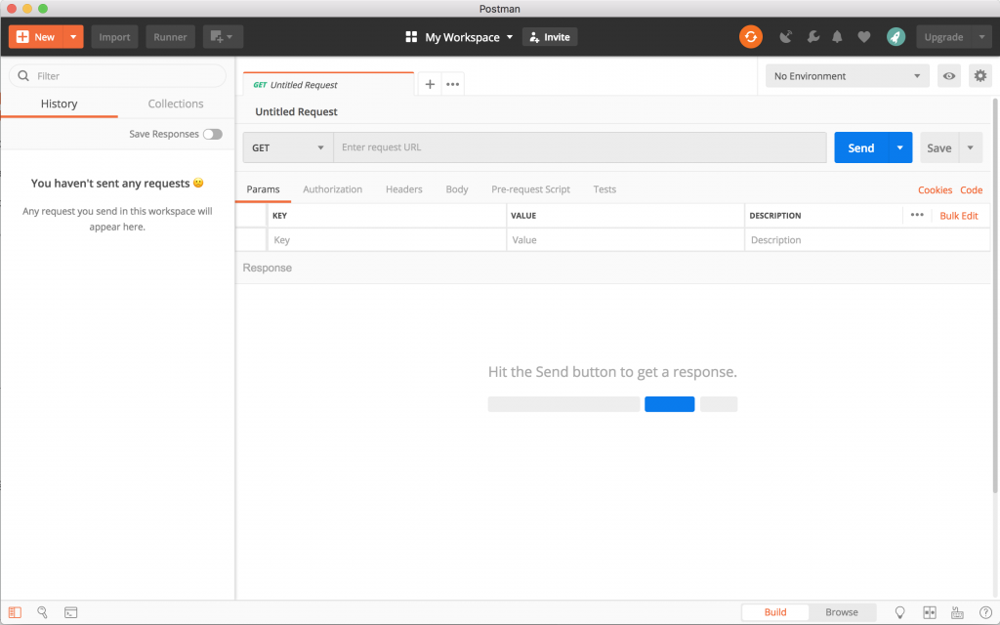 Postman
New
Import
Runner
My Workspace
Invite
Upgrade
Filter
History
Collections
Save Responses
You haven't sent any requests
Any request you send in this workspace will
appear here.
GET Untitled Request
No Environment
Untitled Request
GET
Enter request URL
Send
Save
Params
Authorization
Headers
Body
Pre-request Script
Tests
Cookies
Code
KEY
VALUE
DESCRIPTION
Bulk Edit
Key
Value
Description
Response
Hit the Send button to get a response.
Build
Browse